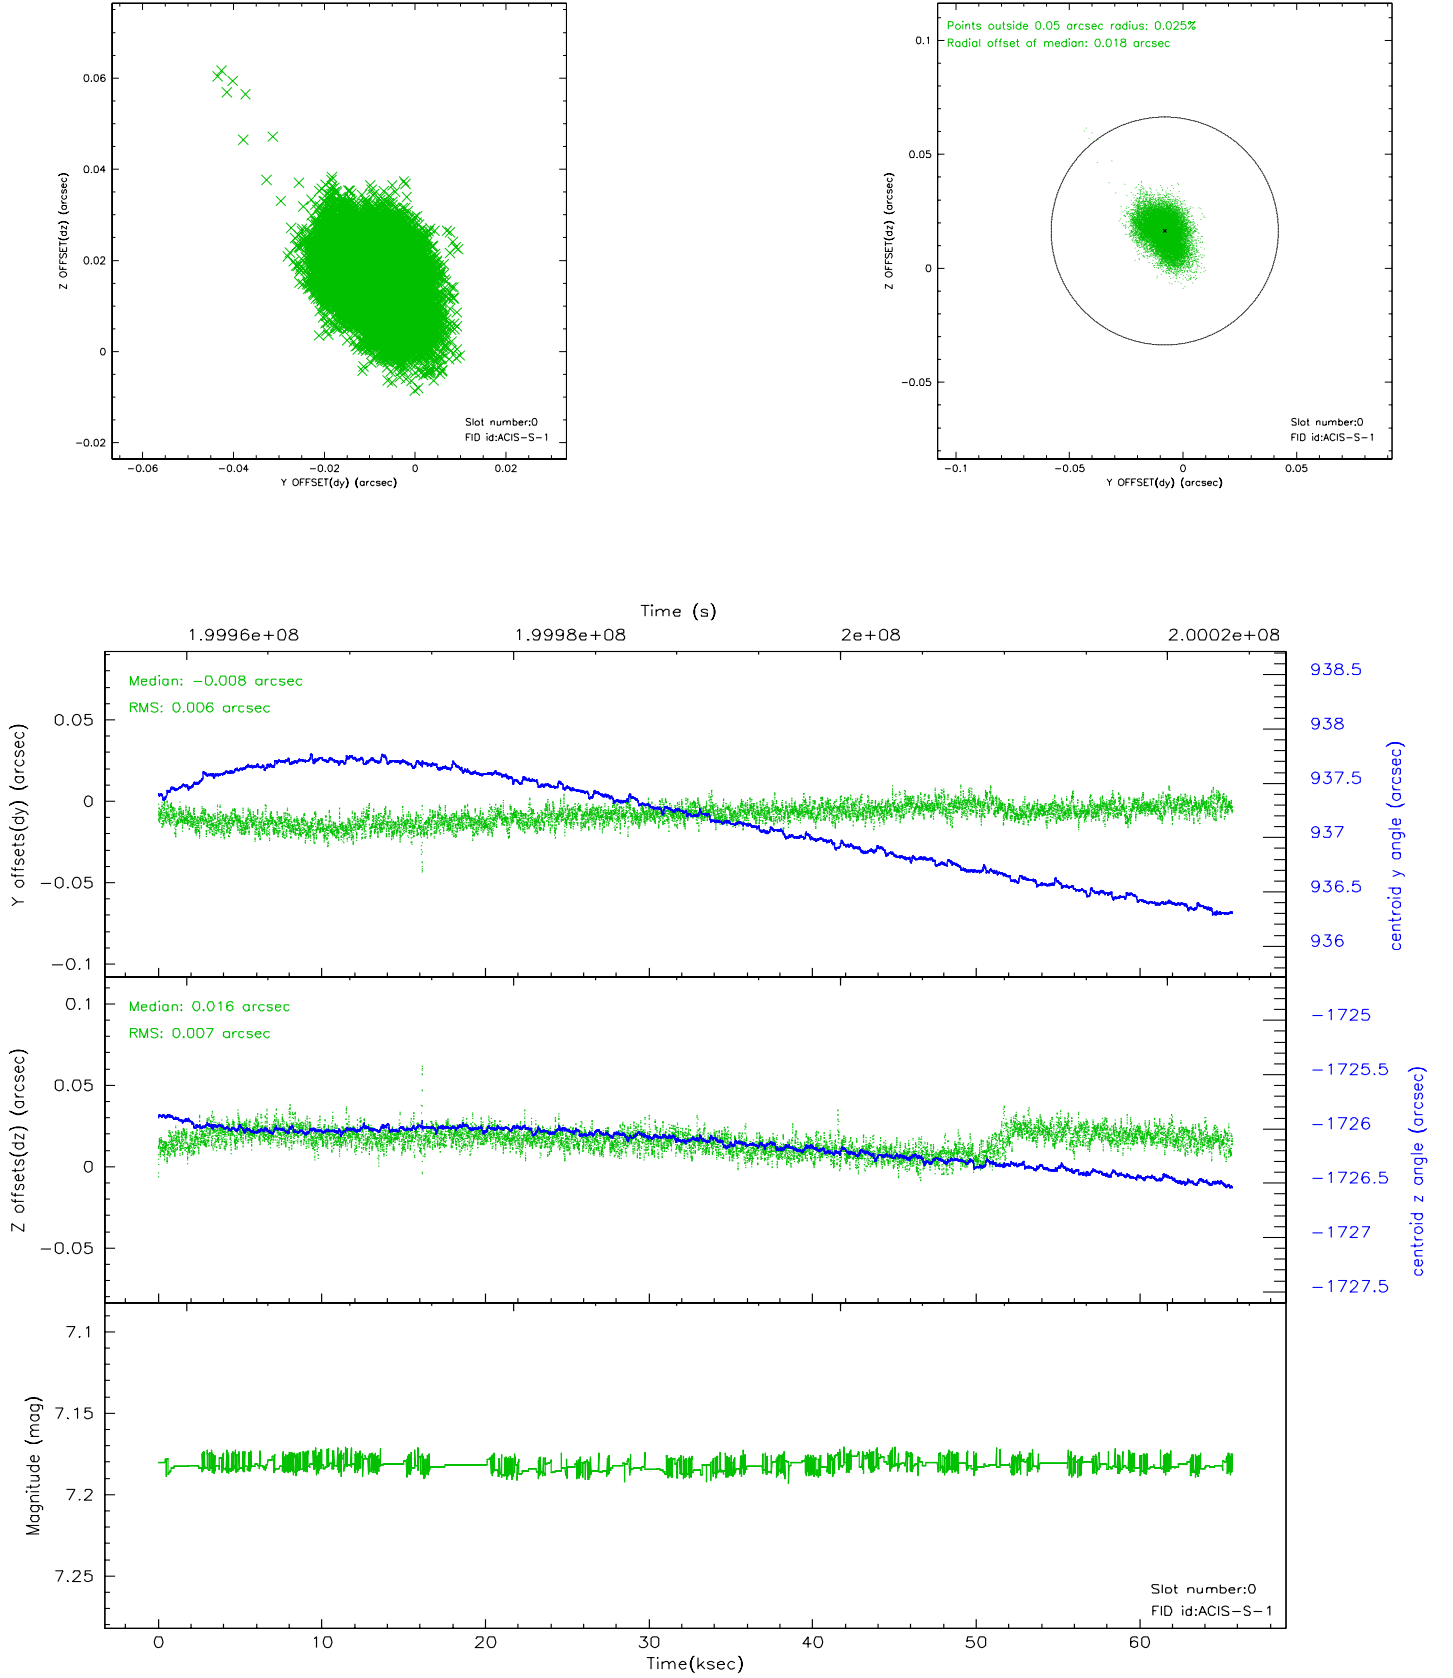 0.06
0.04
0.02
0
−0.02
Z OFFSET(dz) (arcsec)
−0.06
−0.04
−0.02
0
0.02
Y OFFSET(dy) (arcsec)
Slot number:0
FID id:ACIS−S−1
Points outside 0.05 arcsec radius: 0.025%
Radial offset of median: 0.018 arcsec
0.1
0.05
0
−0.05
Z OFFSET(dz) (arcsec)
Slot number:0
FID id:ACIS−S−1
−0.1
−0.05
0
0.05
Y OFFSET(dy) (arcsec)
Time (s)
1.9996e+08
1.9998e+08
2e+08
2.0002e+08
Median: −0.008 arcsec
RMS: 0.006 arcsec
0.05
0
−0.05
−0.1
Y offsets(dy) (arcsec)
938.5
938
937.5
937
936.5
936
centroid y angle (arcsec)
Median: 0.016 arcsec
RMS: 0.007 arcsec
0.1
0.05
0
−0.05
Z offsets(dz) (arcsec)
−1725
−1725.5
−1726
−1726.5
−1727
−1727.5
centroid z angle (arcsec)
7.1
7.15
7.2
7.25
Magnitude (mag)
Slot number:0
FID id:ACIS−S−1
0
10
20
30
40
50
60
Time(ksec)